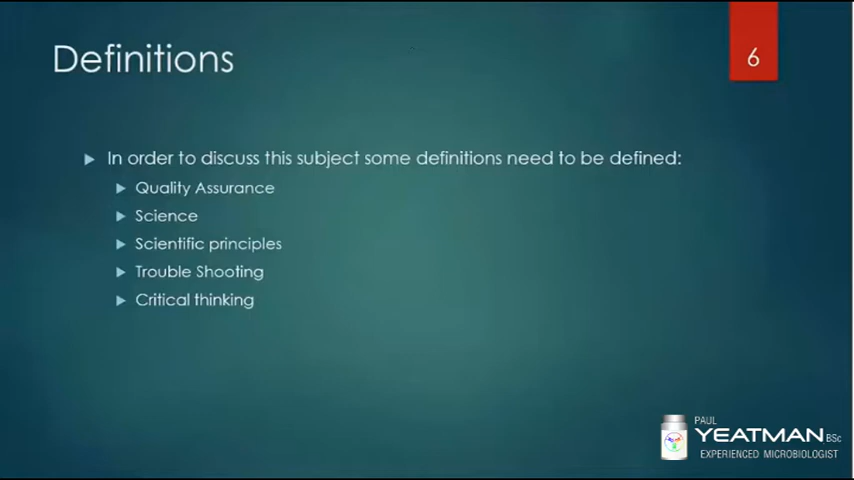 Definitions
6
In order to discuss this subject some definitions need to be defined:
Quality Assurance
Science
Scientific principles
Trouble Shooting
Critical thinking
PAUL
YEATMAN BSc
EXPERIENCED MICROBIOLOGIST